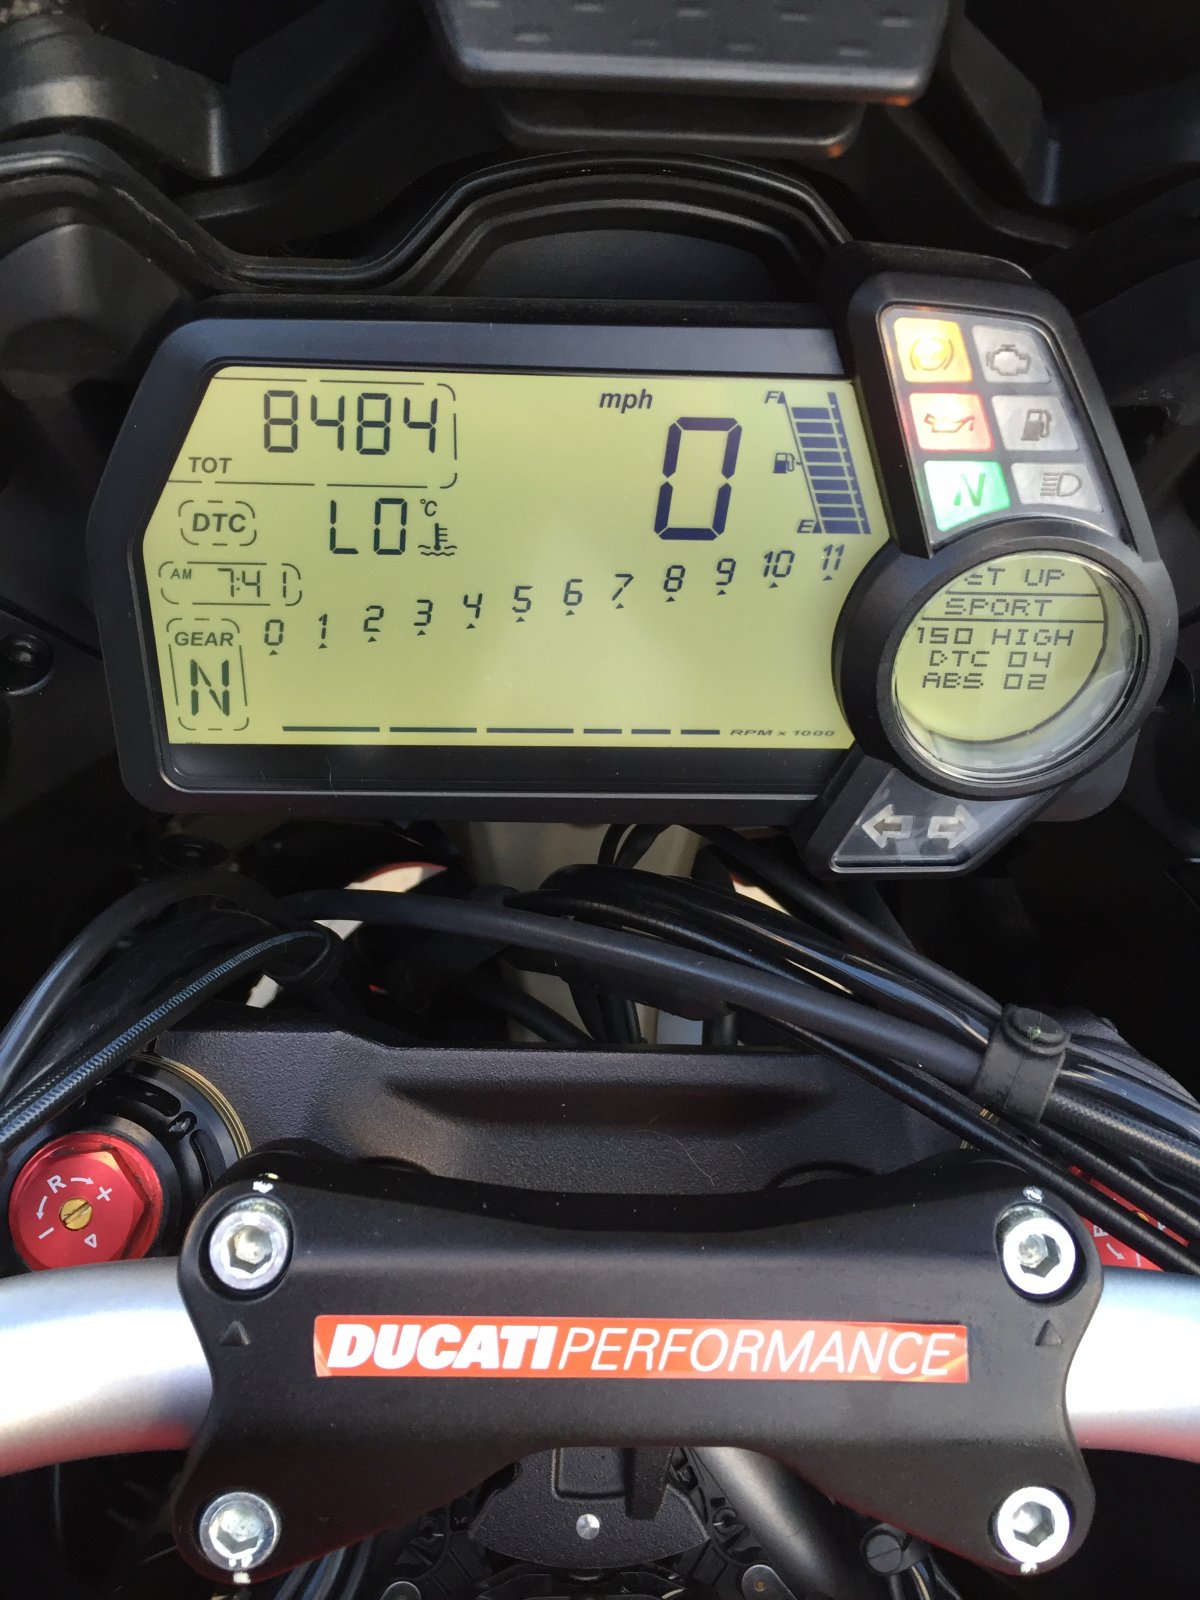 8484
TOT
mph
0
F
E
DTC
LO °C
AM 7:41
GEAR
N
0 1 2 3 4 5 6 7 8 9 10 11
RPM x 1000
N
UP
SPORT
150 HIGH
DTC 04
ABS 02
R
+
DUCATI PERFORMANCE